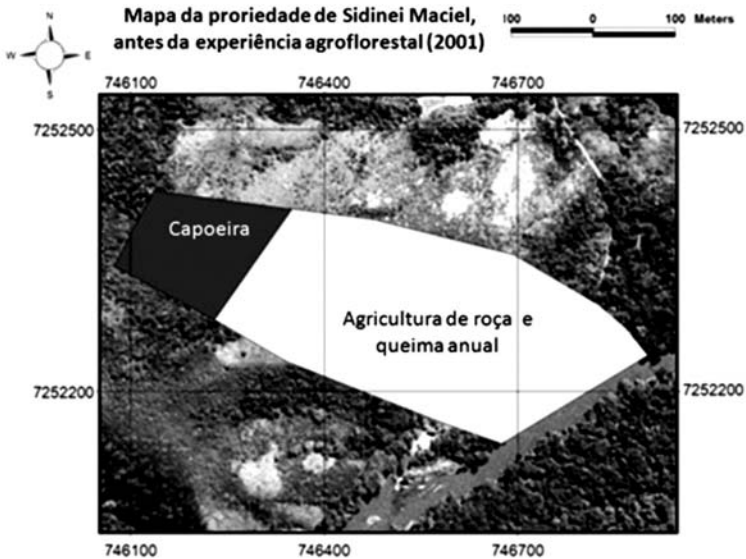 Mapa da proriedade de Sidinei Maciel,
antes da experiência agroflorestal (2001)
N
W E
S
100 0 100 Meters
746100 746400 746700
7252500 7252500
Capoeira
Agricultura de roça e
queima anual
7252200 7252200
746100 746400 746700